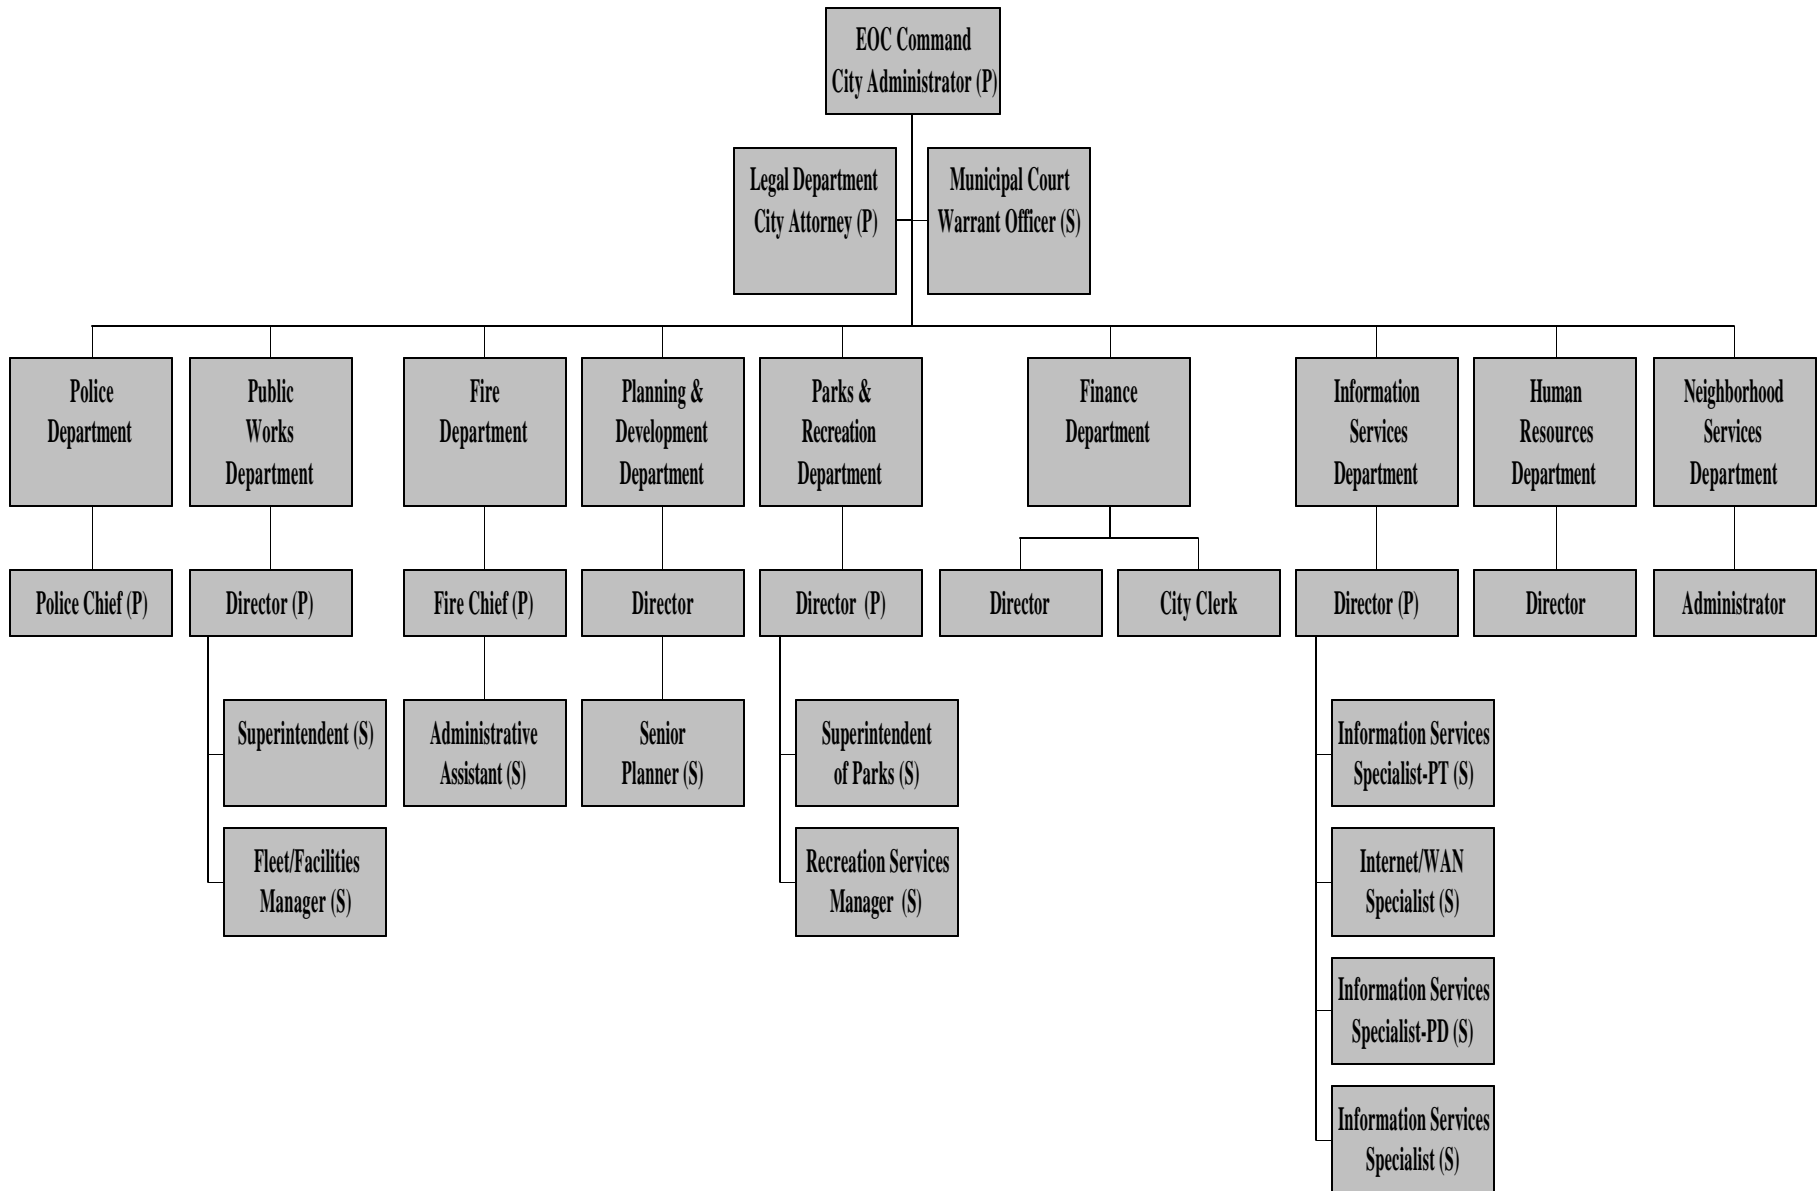 EOC Command
City Administrator (P)
Legal Department
City Attorney (P)
Municipal Court
Warrant Officer (S)
Police
Department
Public
Works
Department
Fire
Department
Planning &
Development
Department
Parks &
Recreation
Department
Finance
Department
Information
Services
Department
Human
Resources
Department
Neighborhood
Services
Department
Police Chief (P)
Director (P)
Fire Chief (P)
Director
Director (P)
Director
City Clerk
Director (P)
Director
Administrator
Superintendent (S)
Administrative
Assistant (S)
Senior
Planner (S)
Superintendent
of Parks (S)
Information Services
Specialist-PT (S)
Fleet/Facilities
Manager (S)
Recreation Services
Manager (S)
Internet/WAN
Specialist (S)
Information Services
Specialist-PD (S)
Information Services
Specialist (S)